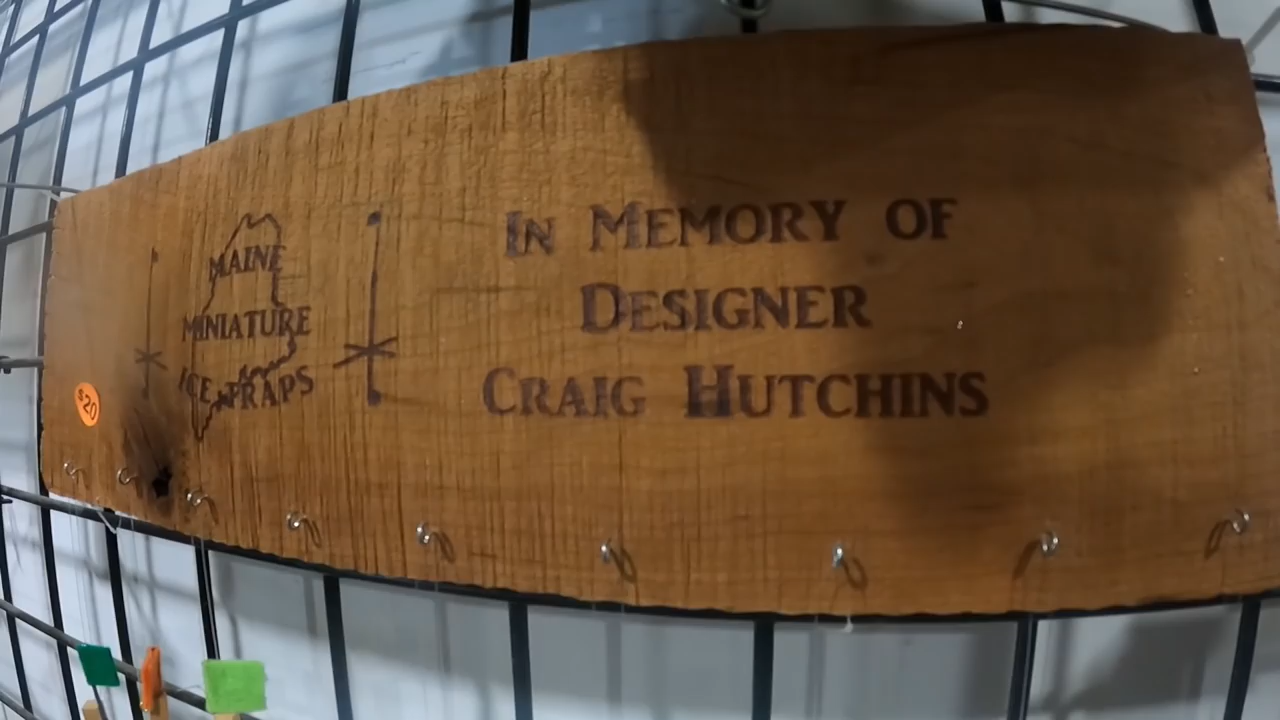 MAINE
MINIATURE
ICE TRAPS
$20
IN MEMORY OF
DESIGNER
CRAIG HUTCHINS